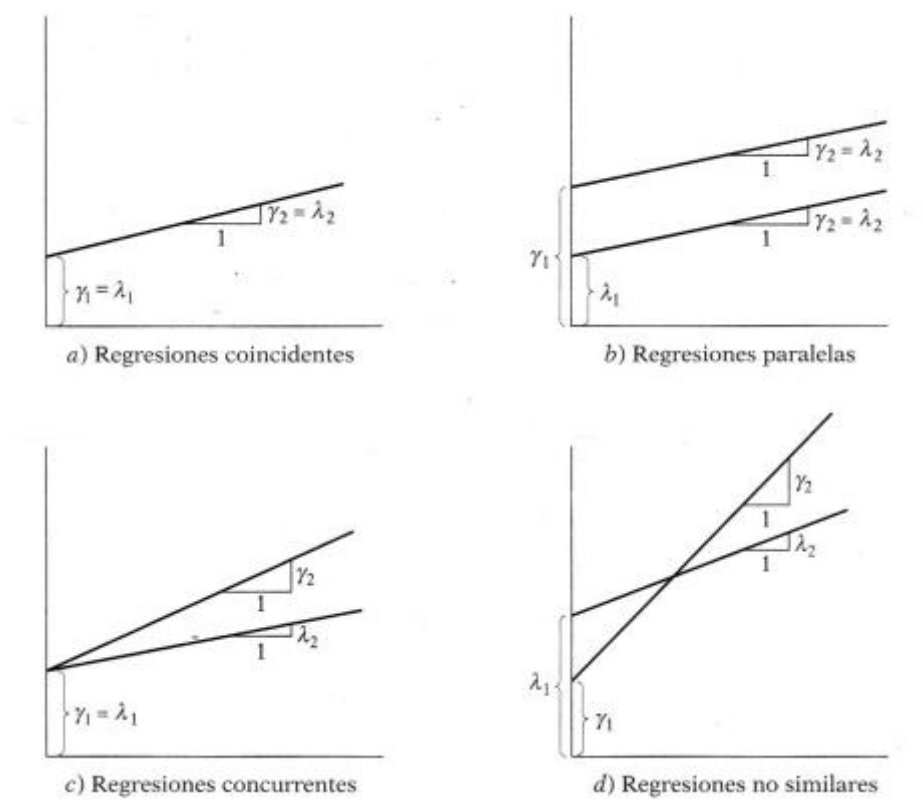 γ₂ = λ₂
1
γ₁ = λ₁
a) Regresiones coincidentes
γ₂ = λ₂
1
γ₂ = λ₂
1
γ₁
λ₁
b) Regresiones paralelas
γ₂
1
λ₂
1
γ₁ = λ₁
c) Regresiones concurrentes
γ₂
1
λ₂
1
λ₁
γ₁
d) Regresiones no similares